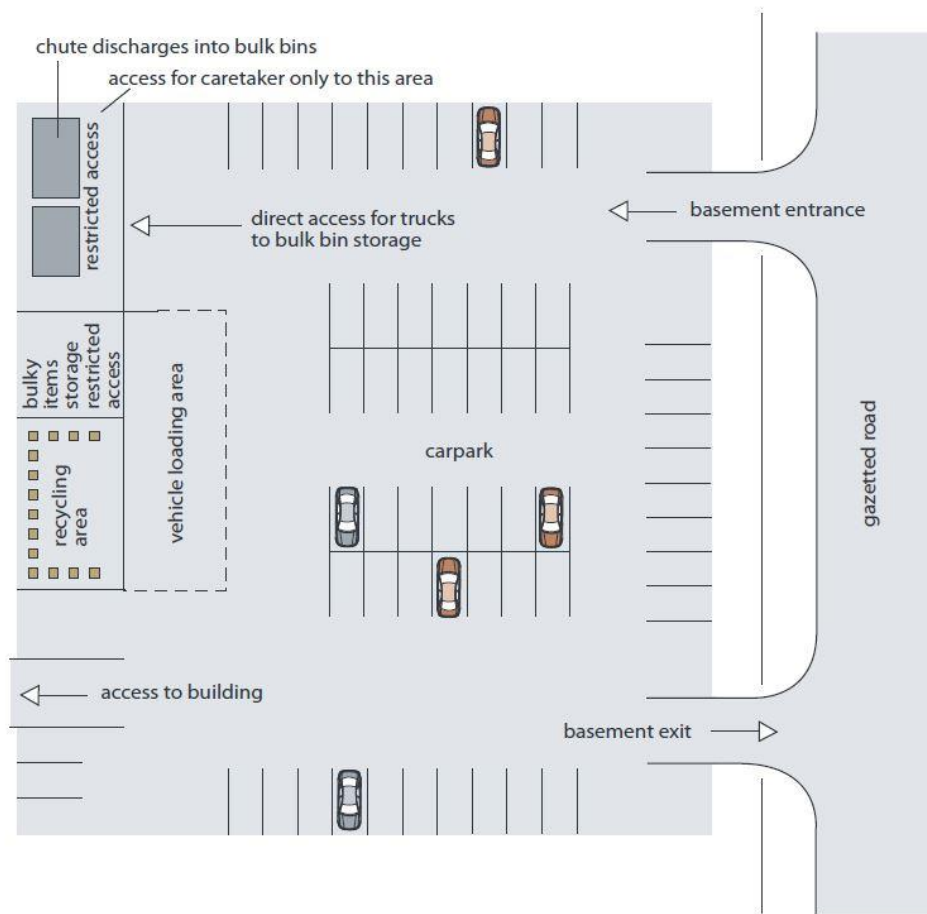 chute discharges into bulk bins
access for caretaker only to this area
restricted access
direct access for trucks
to bulk bin storage
basement entrance
bulky
items
storage
restricted
access
vehicle loading area
carpark
gazetted road
recycling
area
access to building
basement exit